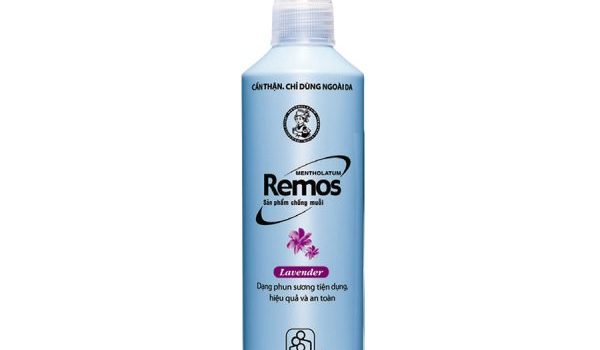 CẨN THẬN. CHỈ DÙNG NGOÀI DA
MENTHOLATUM
Remos
Sản phẩm chống muỗi
Lavender
Dạng phun sương tiện dụng,
hiệu quả và an toàn